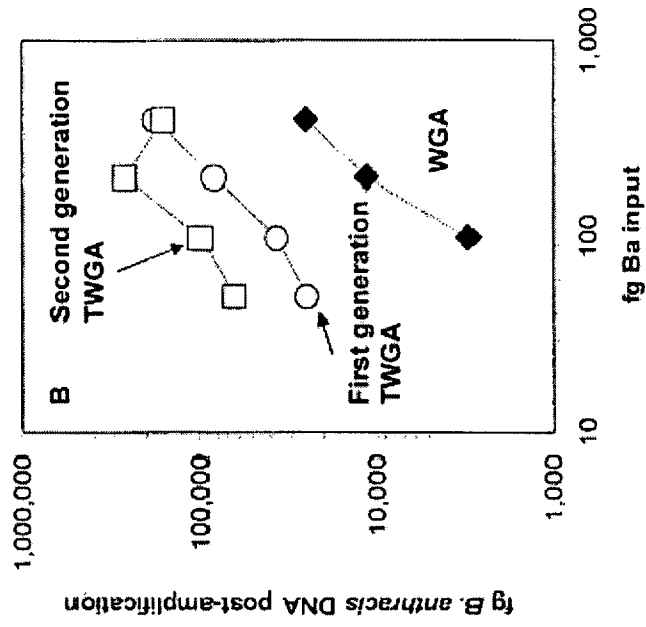 B
Second generation
TWGA
First generation
TWGA
WGA
1,000,000
100,000
10,000
1,000
10
100
1,000
fg Ba input
fg B. anthracis DNA post-amplification